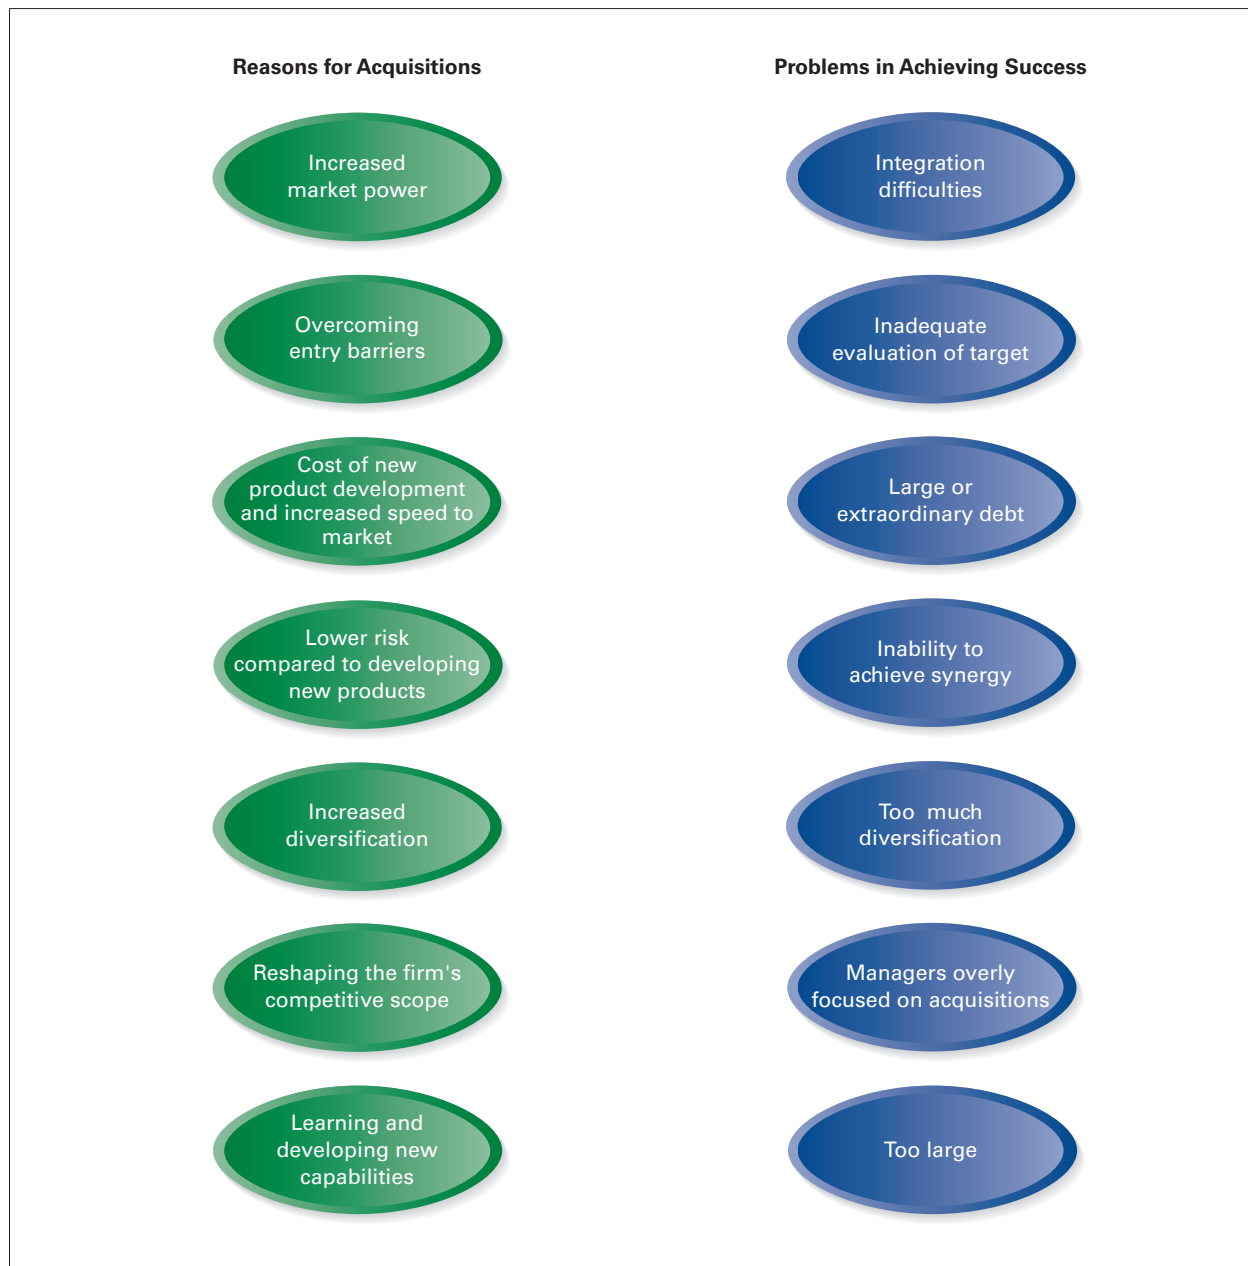 Reasons for Acquisitions
Increased
market power
Overcoming
entry barriers
Cost of new
product development
and increased speed to
market
Lower risk
compared to developing
new products
Increased
diversification
Reshaping the firm's
competitive scope
Learning and
developing new
capabilities
Problems in Achieving Success
Integration
difficulties
Inadequate
evaluation of target
Large or
extraordinary debt
Inability to
achieve synergy
Too much
diversification
Managers overly
focused on acquisitions
Too large